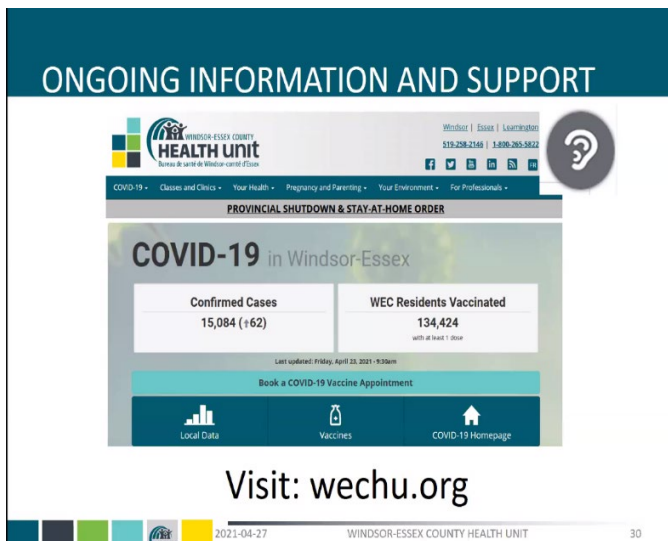 ONGOING INFORMATION AND SUPPORT
WINDSOR-ESSEX COUNTY
HEALTH UNIT
Bureau de santé de Windsor-comté d'Essex
Windsor | Essex | Leamington
519-258-2146 | 1-800-265-5822
FR
COVID-19 Classes and Clinics Your Health Pregnancy and Parenting Your Environment For Professionals
PROVINCIAL SHUTDOWN & STAY-AT-HOME ORDER
COVID-19 in Windsor-Essex
Confirmed Cases
15,084 (↑62)
WEC Residents Vaccinated
134,424
with at least 1 dose
Last updated: Friday, April 23, 2021 - 9:30am
Book a COVID-19 Vaccine Appointment
Local Data Vaccines COVID-19 Homepage
Visit: wechu.org
2021-04-27 WINDSOR-ESSEX COUNTY HEALTH UNIT 30